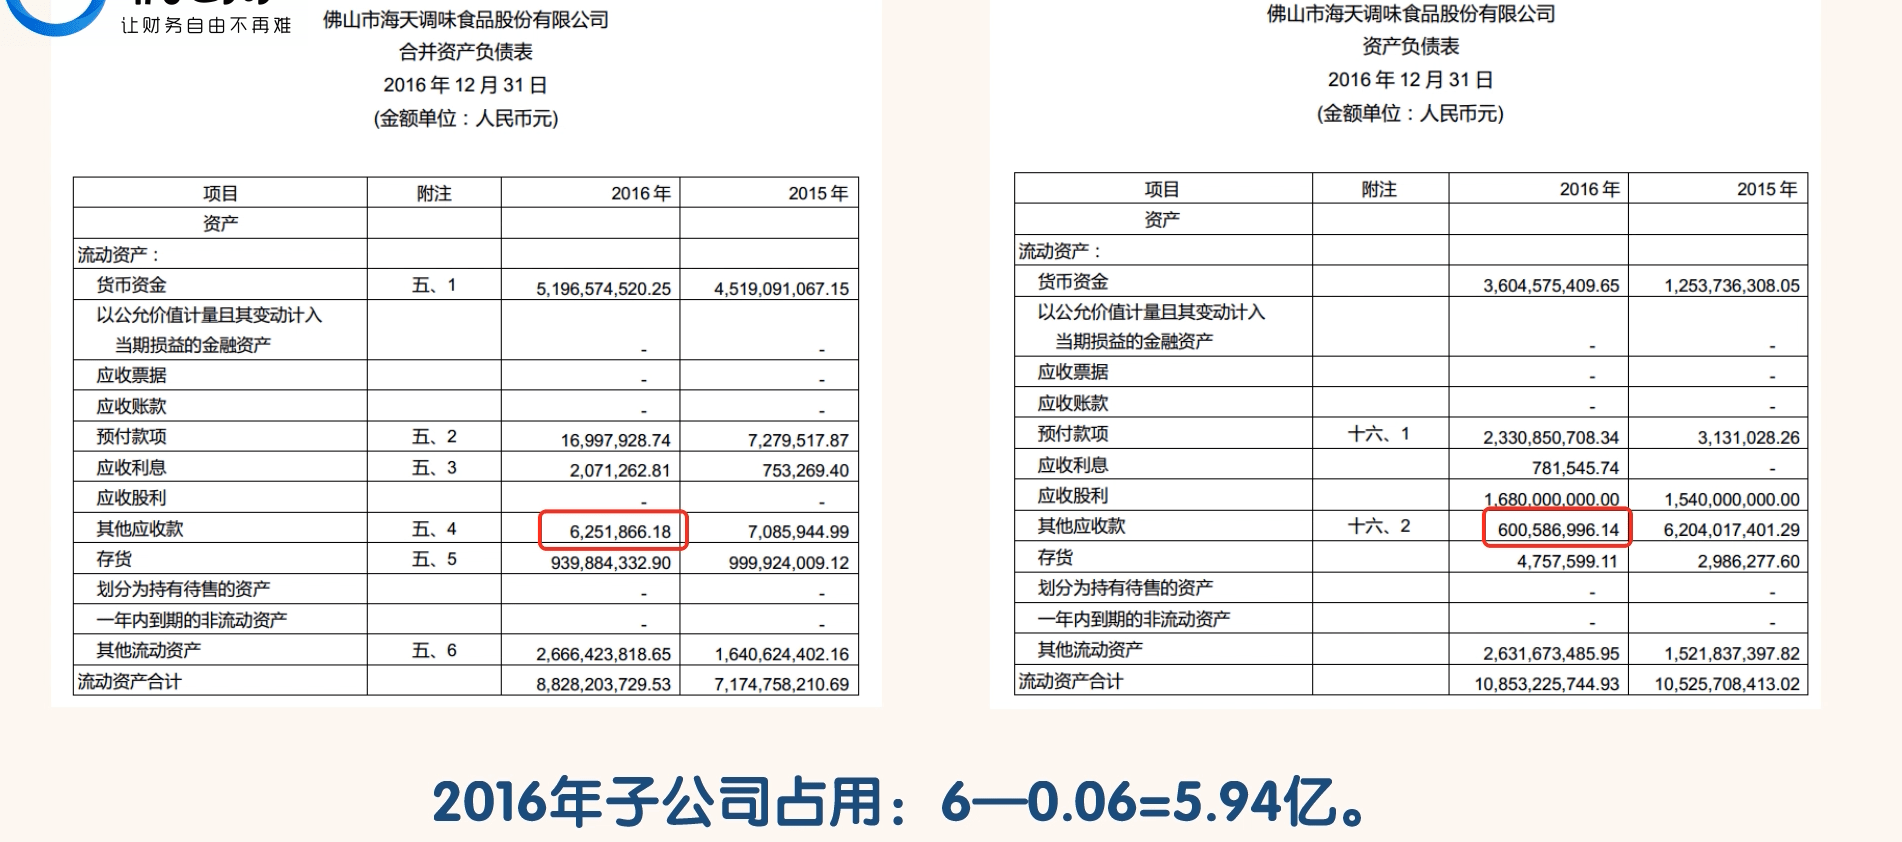 让财务自由不再难
佛山市海天调味食品股份有限公司
合并资产负债表
2016 年 12 月 31 日
(金额单位：人民币元)
项目 附注 2016 年 2015 年
资产
流动资产：
货币资金 五、1 5,196,574,520.25 4,519,091,067.15
以公允价值计量且其变动计入
当期损益的金融资产 - -
应收票据 - -
应收账款 - -
预付款项 五、2 16,997,928.74 7,279,517.87
应收利息 五、3 2,071,262.81 753,269.40
应收股利 - -
其他应收款 五、4 6,251,866.18 7,085,944.99
存货 五、5 939,884,332.90 999,924,009.12
划分为持有待售的资产 - -
一年内到期的非流动资产 - -
其他流动资产 五、6 2,666,423,818.65 1,640,624,402.16
流动资产合计 8,828,203,729.53 7,174,758,210.69
佛山市海天调味食品股份有限公司
资产负债表
2016 年 12 月 31 日
(金额单位：人民币元)
项目 附注 2016 年 2015 年
资产
流动资产：
货币资金 3,604,575,409.65 1,253,736,308.05
以公允价值计量且其变动计入
当期损益的金融资产 - -
应收票据 - -
应收账款 - -
预付款项 十六、1 2,330,850,708.34 3,131,028.26
应收利息 781,545.74 -
应收股利 1,680,000,000.00 1,540,000,000.00
其他应收款 十六、2 600,586,996.14 6,204,017,401.29
存货 4,757,599.11 2,986,277.60
划分为持有待售的资产 - -
一年内到期的非流动资产 - -
其他流动资产 2,631,673,485.95 1,521,837,397.82
流动资产合计 10,853,225,744.93 10,525,708,413.02
2016年子公司占用：6—0.06=5.94亿。